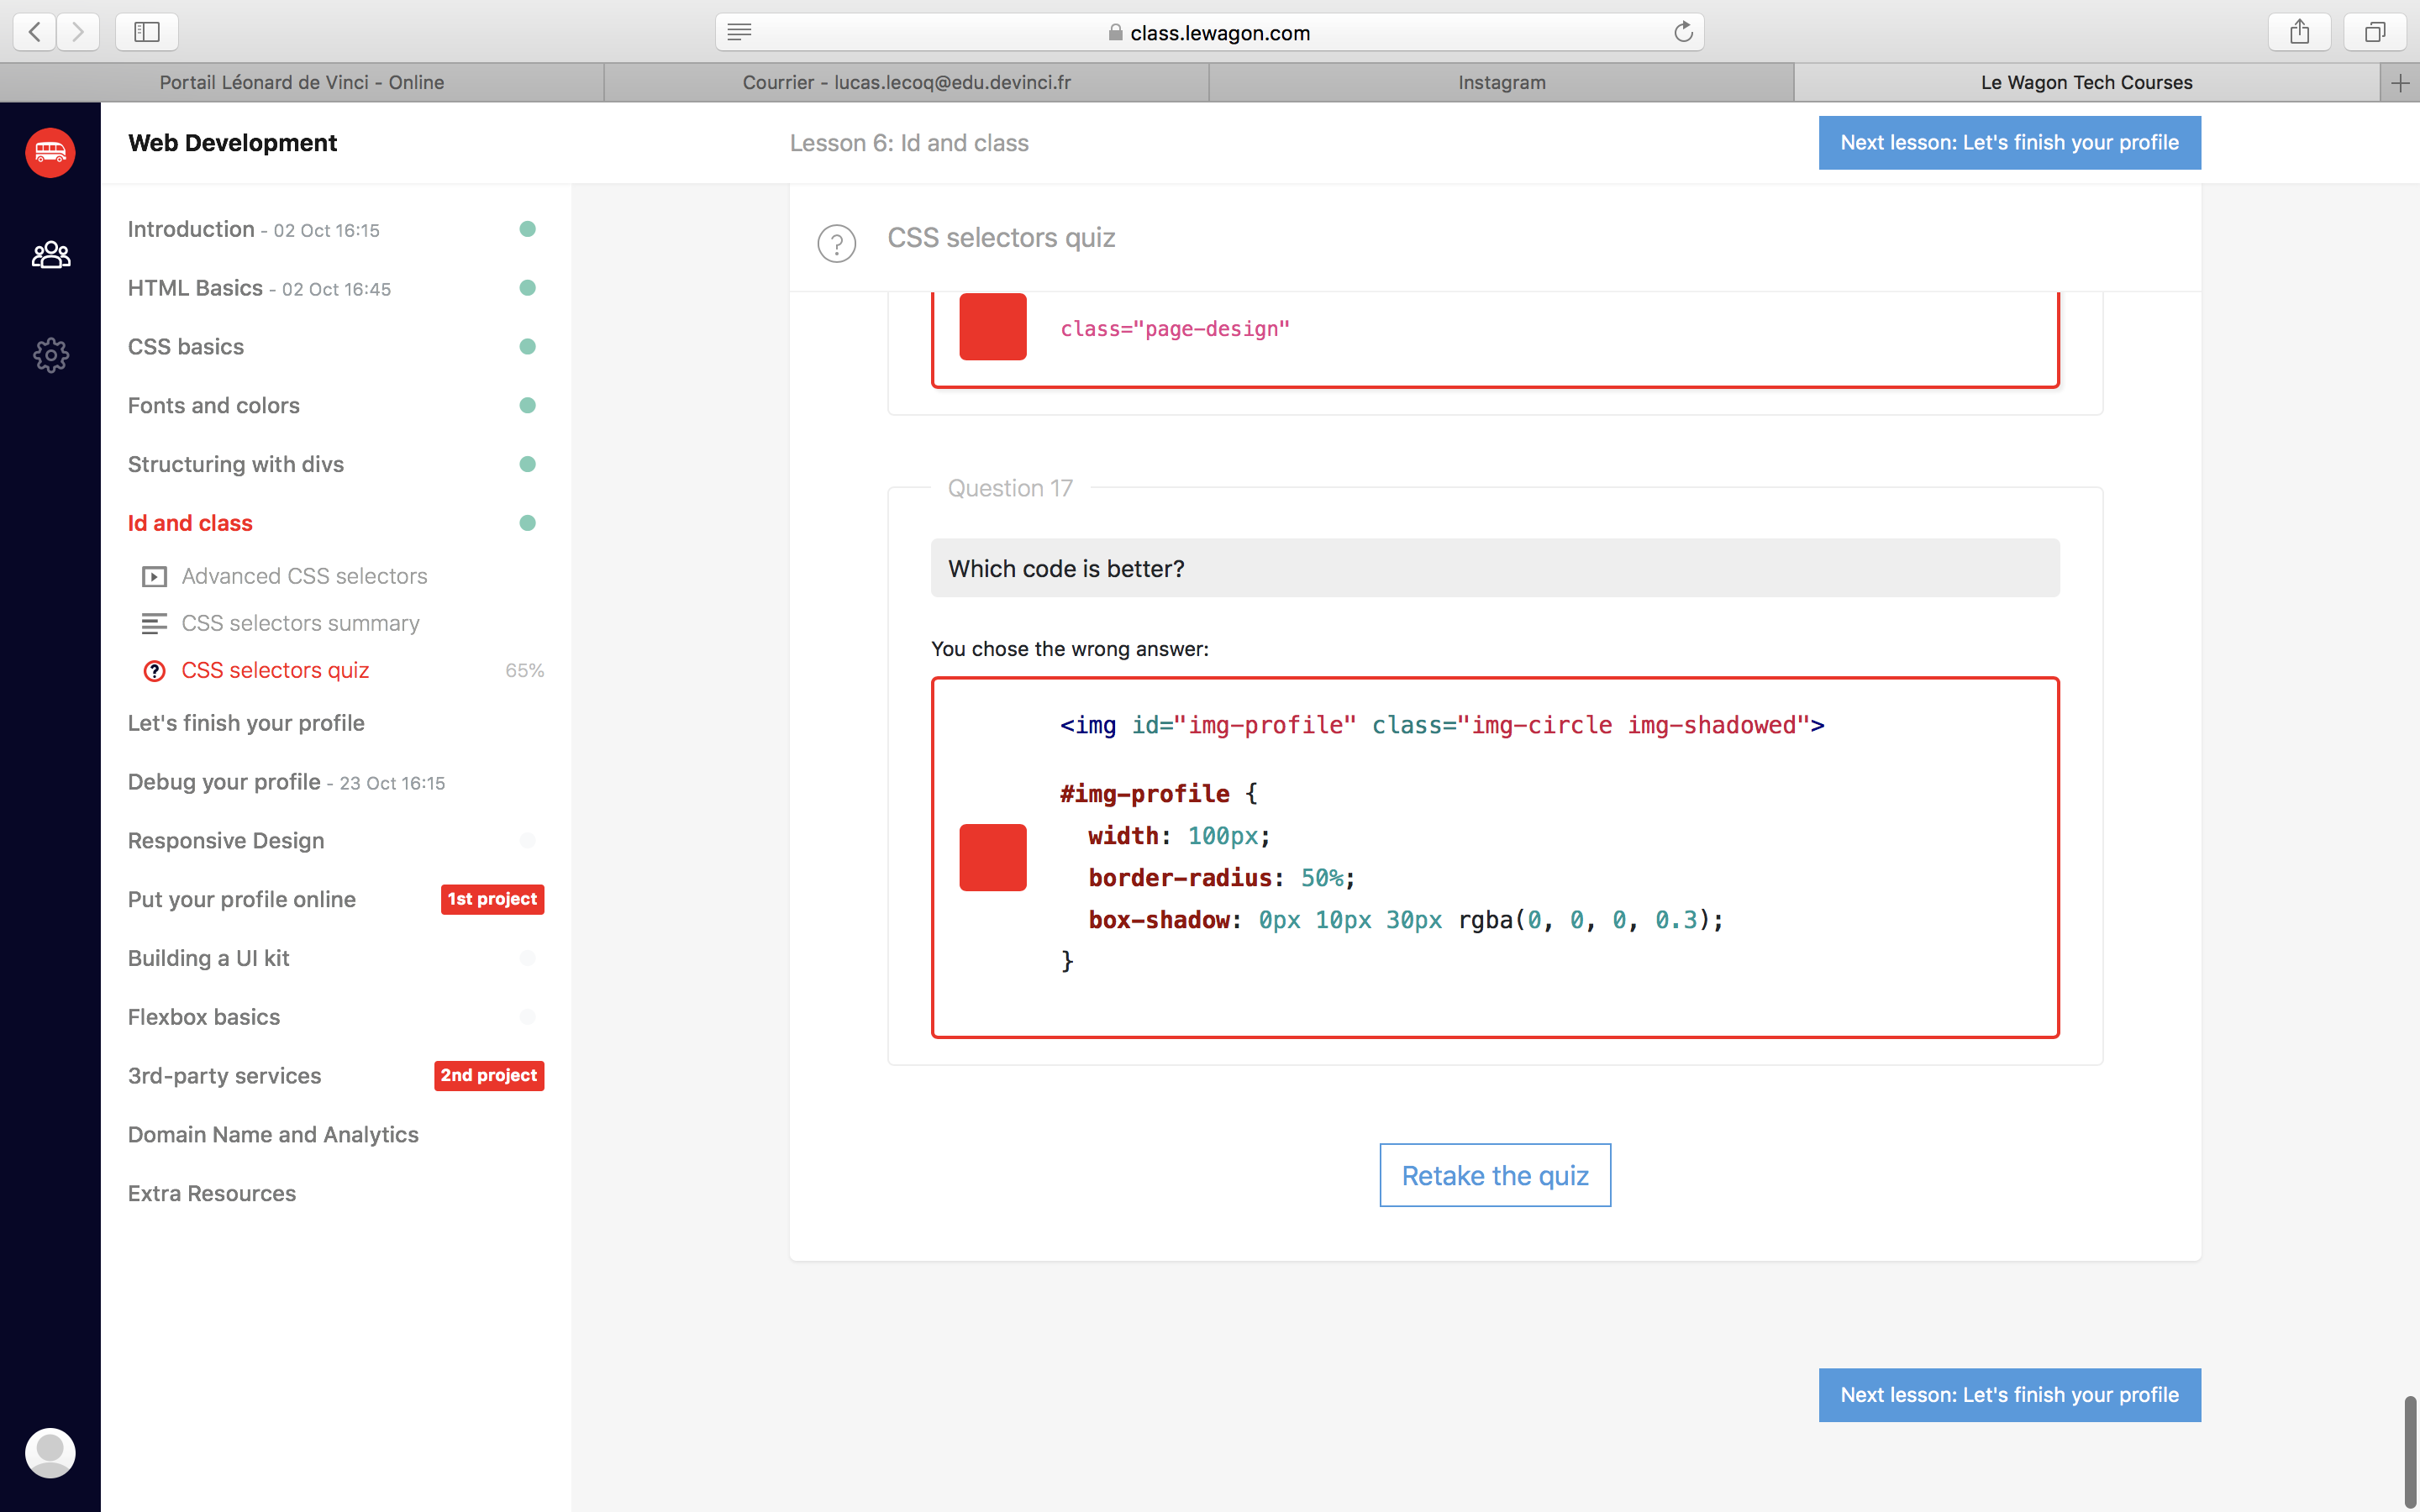 class.lewagon.com
Portail Léonard de Vinci - Online
Courrier - lucas.lecoq@edu.devinci.fr
Instagram
Le Wagon Tech Courses
Web Development
Lesson 6: Id and class
Next lesson: Let's finish your profile
Introduction - 02 Oct 16:15
HTML Basics - 02 Oct 16:45
CSS basics
Fonts and colors
Structuring with divs
Id and class
Advanced CSS selectors
CSS selectors summary
CSS selectors quiz 65%
Let's finish your profile
Debug your profile - 23 Oct 16:15
Responsive Design
Put your profile online 1st project
Building a UI kit
Flexbox basics
3rd-party services 2nd project
Domain Name and Analytics
Extra Resources
? CSS selectors quiz
class="page-design"
Question 17
Which code is better?
You chose the wrong answer:
<img id="img-profile" class="img-circle img-shadowed">
#img-profile {
width: 100px;
border-radius: 50%;
box-shadow: 0px 10px 30px rgba(0, 0, 0, 0.3);
}
Retake the quiz
Next lesson: Let's finish your profile